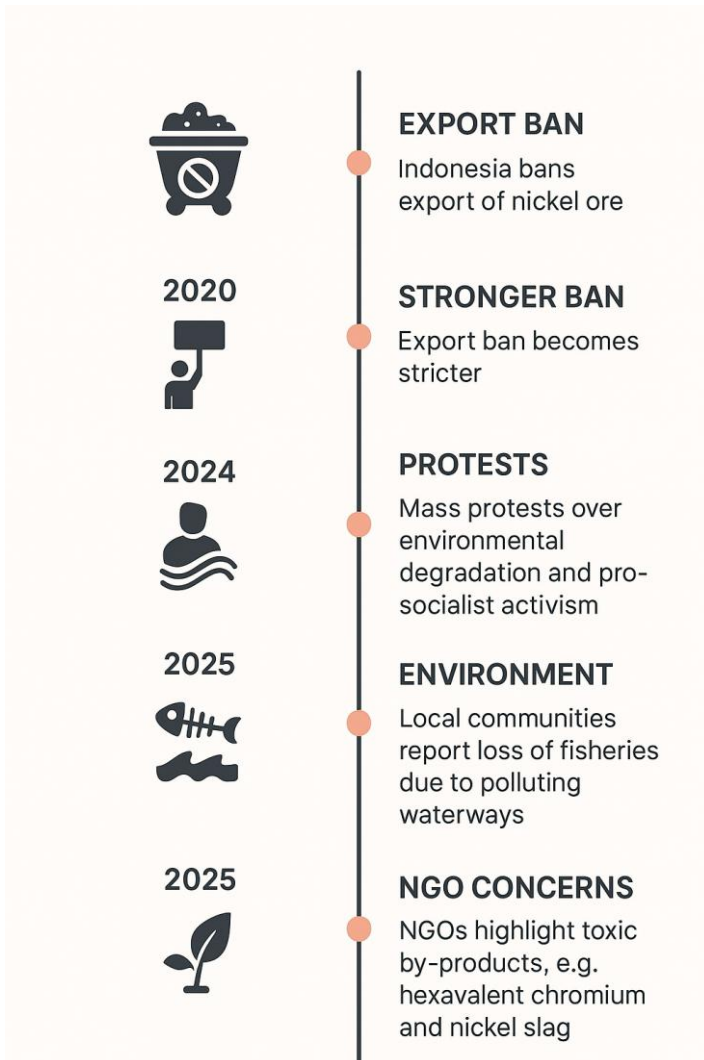 EXPORT BAN
Indonesia bans
export of nickel ore
2020
STRONGER BAN
Export ban becomes
stricter
2024
PROTESTS
Mass protests over
environmental
degradation and pro-
socialist activism
2025
ENVIRONMENT
Local communities
report loss of fisheries
due to polluting
waterways
2025
NGO CONCERNS
NGOs highlight toxic
by-products, e.g.
hexavalent chromium
and nickel slag